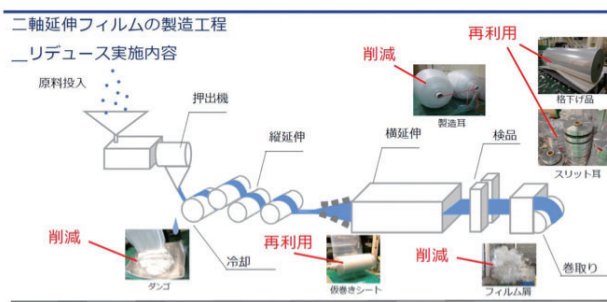 二軸延伸フィルムの製造工程
__リデュース実施内容
原料投入
押出機
縦延伸
横延伸
検品
巻取り
冷却
削減
製造耳
再利用
格下げ品
スリット耳
削減
ダンゴ
再利用
仮巻きシート
削減
フィルム屑